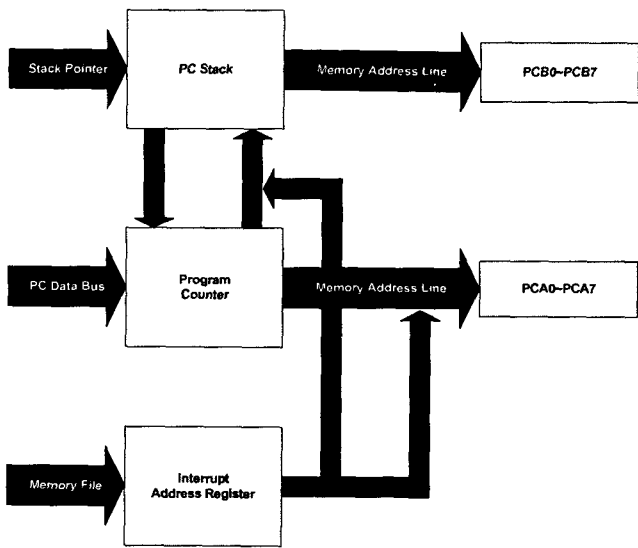 Stack Pointer
PC Stack
Memory Address Line
PCB0~PCB7
PC Data Bus
Program
Counter
Memory Address Line
PCA0~PCA7
Memory File
Interrupt
Address Register